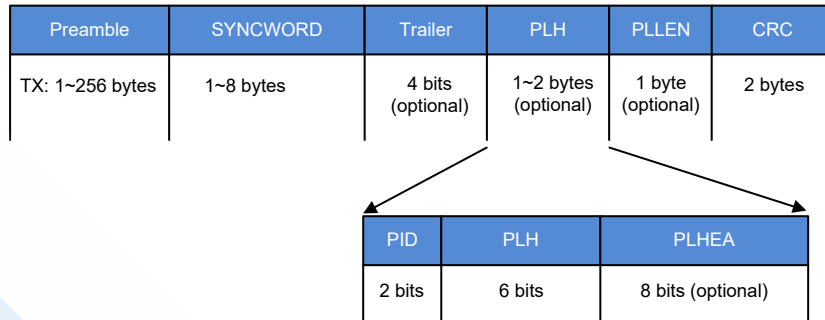 Preamble SYNCWORD Trailer PLH PLLEN CRC
TX: 1~256 bytes 1~8 bytes 4 bits 1~2 bytes 1 byte 2 bytes
(optional) (optional) (optional)
PID PLH PLHEA
2 bits 6 bits 8 bits (optional)